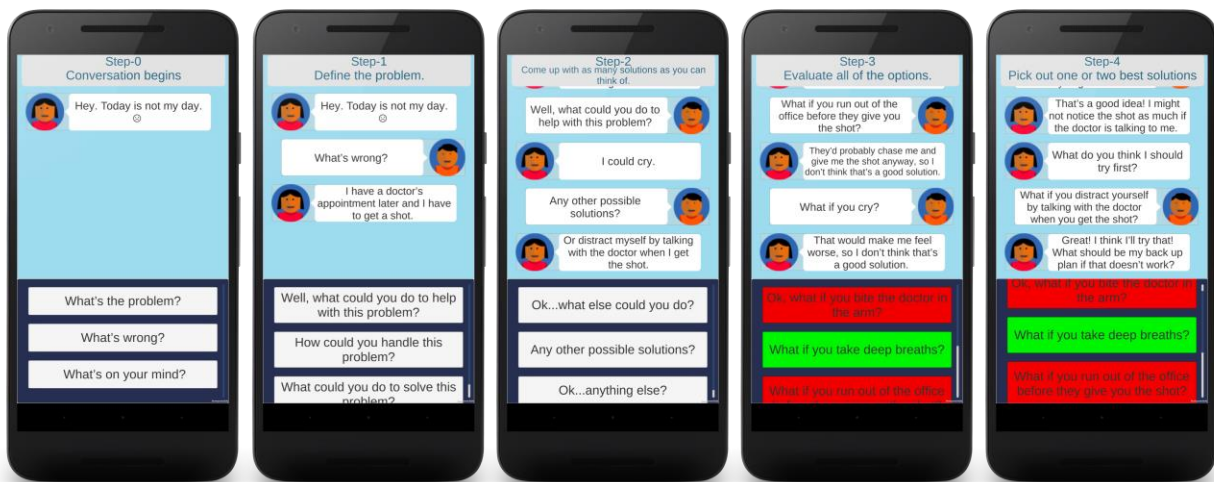 Step-0
Conversation begins
Hey. Today is not my day.
☹
What's the problem?
What's wrong?
What's on your mind?
Step-1
Define the problem.
Hey. Today is not my day.
☹
What's wrong?
I have a doctor's
appointment later and I have
to get a shot.
Well, what could you do to help
with this problem?
How could you handle this
problem?
What could you do to solve this
problem?
Step-2
Come up with as many solutions as you can
think of.
Well, what could you do to
help with this problem?
I could cry.
Any other possible
solutions?
Or distract myself by talking
with the doctor when I get
the shot.
Ok...what else could you do?
Any other possible solutions?
Ok...anything else?
Step-3
Evaluate all of the options.
What if you run out of the
office before they give you
the shot?
They'd probably chase me and
give me the shot anyway, so I
don't think that's a good solution.
What if you cry?
That would make me feel
worse, so I don't think that's
a good solution.
Ok, what if you bite the doctor in
the arm?
What if you take deep breaths?
What if you run out of the office
Step-4
Pick out one or two best solutions
That's a good idea! I might
not notice the shot as much if
the doctor is talking to me.
What do you think I should
try first?
What if you distract yourself
by talking with the doctor
when you get the shot?
Great! I think I'll try that!
What should be my back up
plan if that doesn't work?
Ok, what if you bite the doctor in
the arm?
What if you take deep breaths?
What if you run out of the office
before they give you the shot?